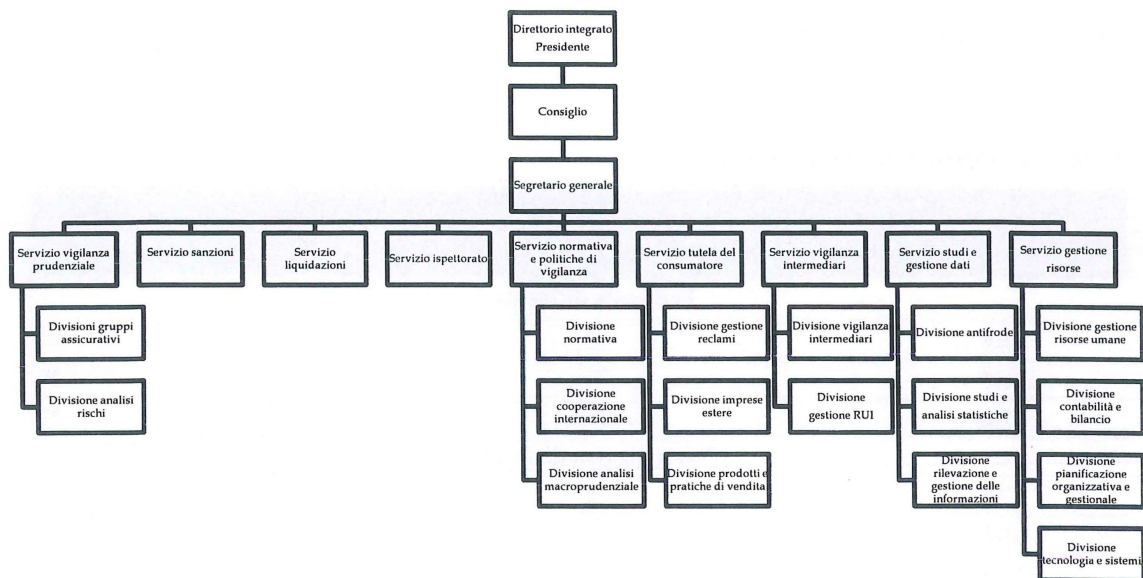 Direttorio integrato
Presidente
Consiglio
Segretario generale
Servizio vigilanza
prudenziale
Servizio sanzioni
Servizio
liquidazioni
Servizio ispettorato
Servizio normativa
e politiche di
vigilanza
Servizio tutela del
consumatore
Servizio vigilanza
intermediari
Servizio studi e
gestione dati
Servizio gestione
risorse
Divisioni gruppi
assicurativi
Divisione analisi
rischi
Divisione
normativa
Divisione
cooperazione
internazionale
Divisione analisi
macroprudenziale
Divisione gestione
reclami
Divisione imprese
estere
Divisione prodotti e
pratiche di vendita
Divisione vigilanza
intermediari
Divisione
gestione RUI
Divisione antifrode
Divisione studi e
analisi statistiche
Divisione
rilevazione e
gestione delle
informazioni
Divisione gestione
risorse umane
Divisione
contabilità e
bilancio
Divisione
pianificazione
organizzativa e
gestionale
Divisione
tecnologia e sistemi